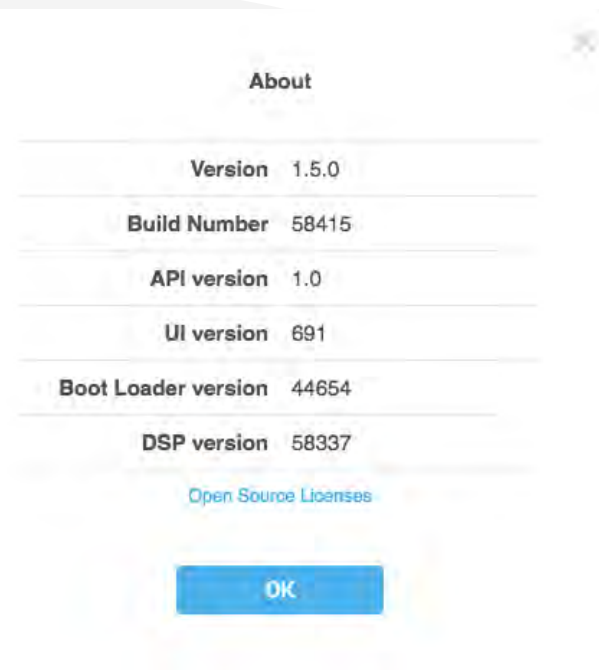 About
Version 1.5.0
Build Number 58415
API version 1.0
UI version 691
Boot Loader version 44654
DSP version 58337
Open Source Licenses
OK